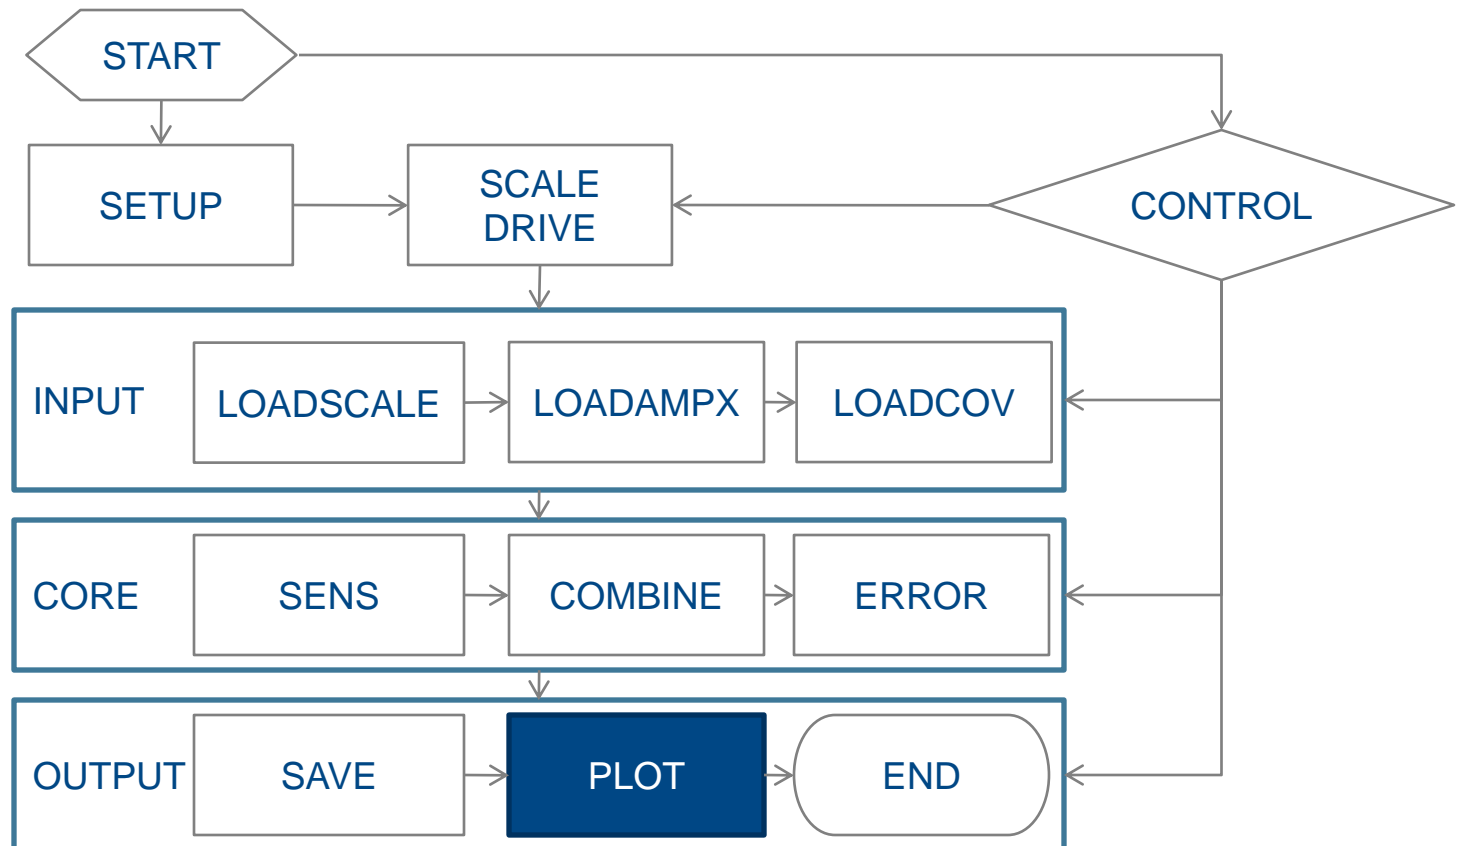 START
SETUP
SCALE
DRIVE
CONTROL
INPUT
LOADSCALE
LOADAMPX
LOADCOV
CORE
SENS
COMBINE
ERROR
OUTPUT
SAVE
PLOT
END